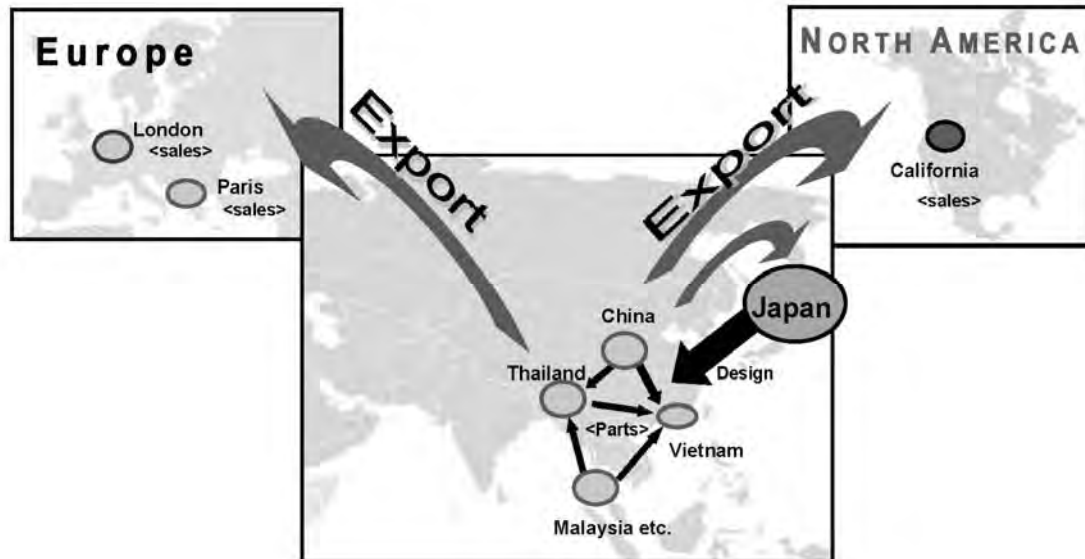 Europe
London
<sales>
Paris
<sales>
Export
Export
NORTH AMERICA
California
<sales>
Japan
Design
China
Thailand
<Parts>
Vietnam
Malaysia etc.